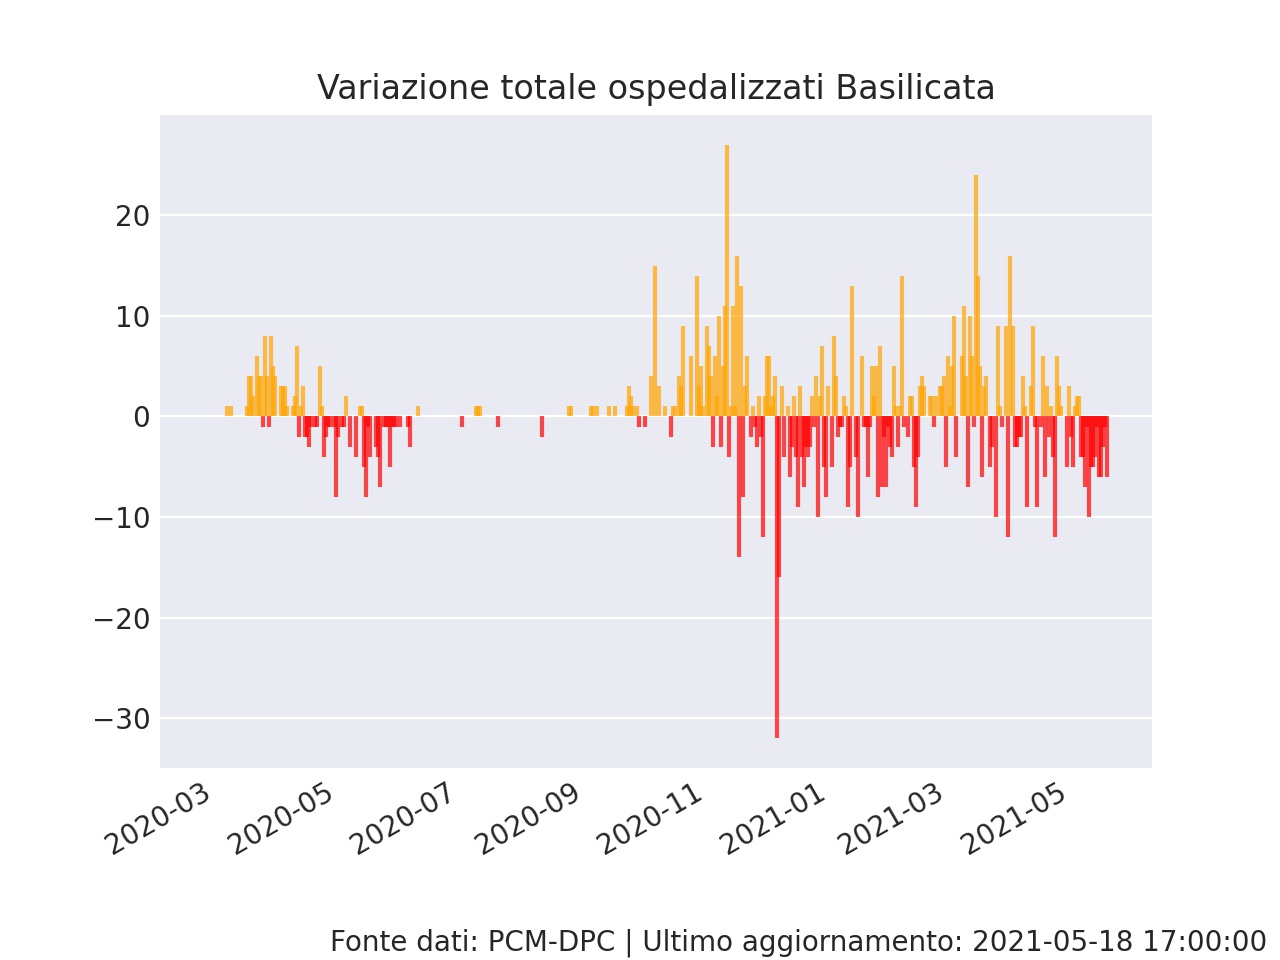 Variazione totale ospedalizzati Basilicata
20
10
0
−10
−20
−30
2020-03 2020-05 2020-07 2020-09 2020-11 2021-01 2021-03 2021-05
Fonte dati: PCM-DPC | Ultimo aggiornamento: 2021-05-18 17:00:00